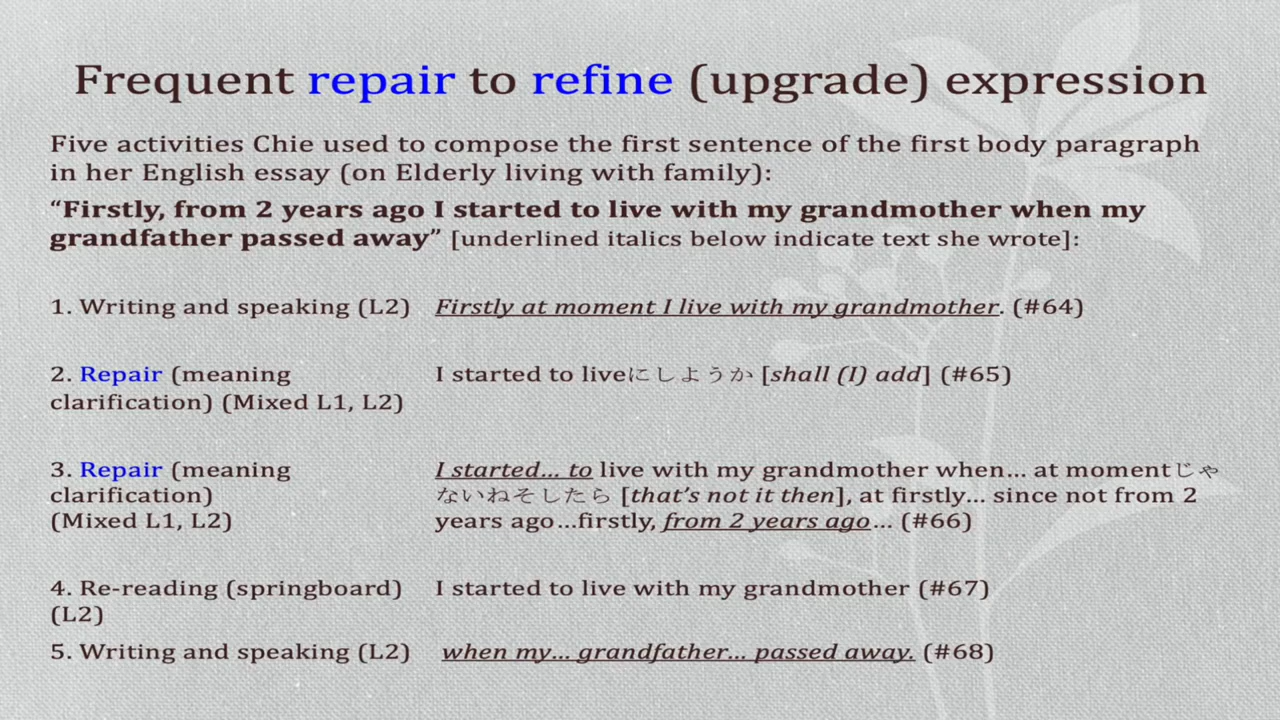 Frequent repair to refine (upgrade) expression
Five activities Chie used to compose the first sentence of the first body paragraph
in her English essay (on Elderly living with family):
“Firstly, from 2 years ago I started to live with my grandmother when my
grandfather passed away” [underlined italics below indicate text she wrote]:
1. Writing and speaking (L2) Firstly at moment I live with my grandmother. (#64)
2. Repair (meaning I started to liveにしようか [shall (I) add] (#65)
clarification) (Mixed L1, L2)
3. Repair (meaning I started... to live with my grandmother when... at momentじゃ
clarification) ないねそしたら [that’s not it then], at firstly... since not from 2
(Mixed L1, L2) years ago...firstly, from 2 years ago... (#66)
4. Re-reading (springboard) I started to live with my grandmother (#67)
(L2)
5. Writing and speaking (L2) when my... grandfather... passed away. (#68)